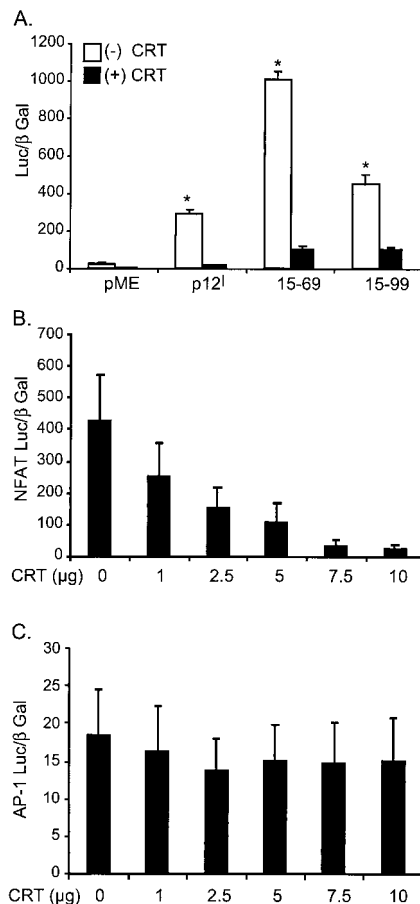 A.
1200
1000
800
600
400
200
0
Luc/β Gal
(-) CRT
(+) CRT
*
*
*
pME p12ᴵ 15-69 15-99
B.
700
600
500
400
300
200
100
0
NFAT Luc/β Gal
CRT (µg) 0 1 2.5 5 7.5 10
C.
30
25
20
15
10
5
0
AP-1 Luc/β Gal
CRT (µg) 0 1 2.5 5 7.5 10